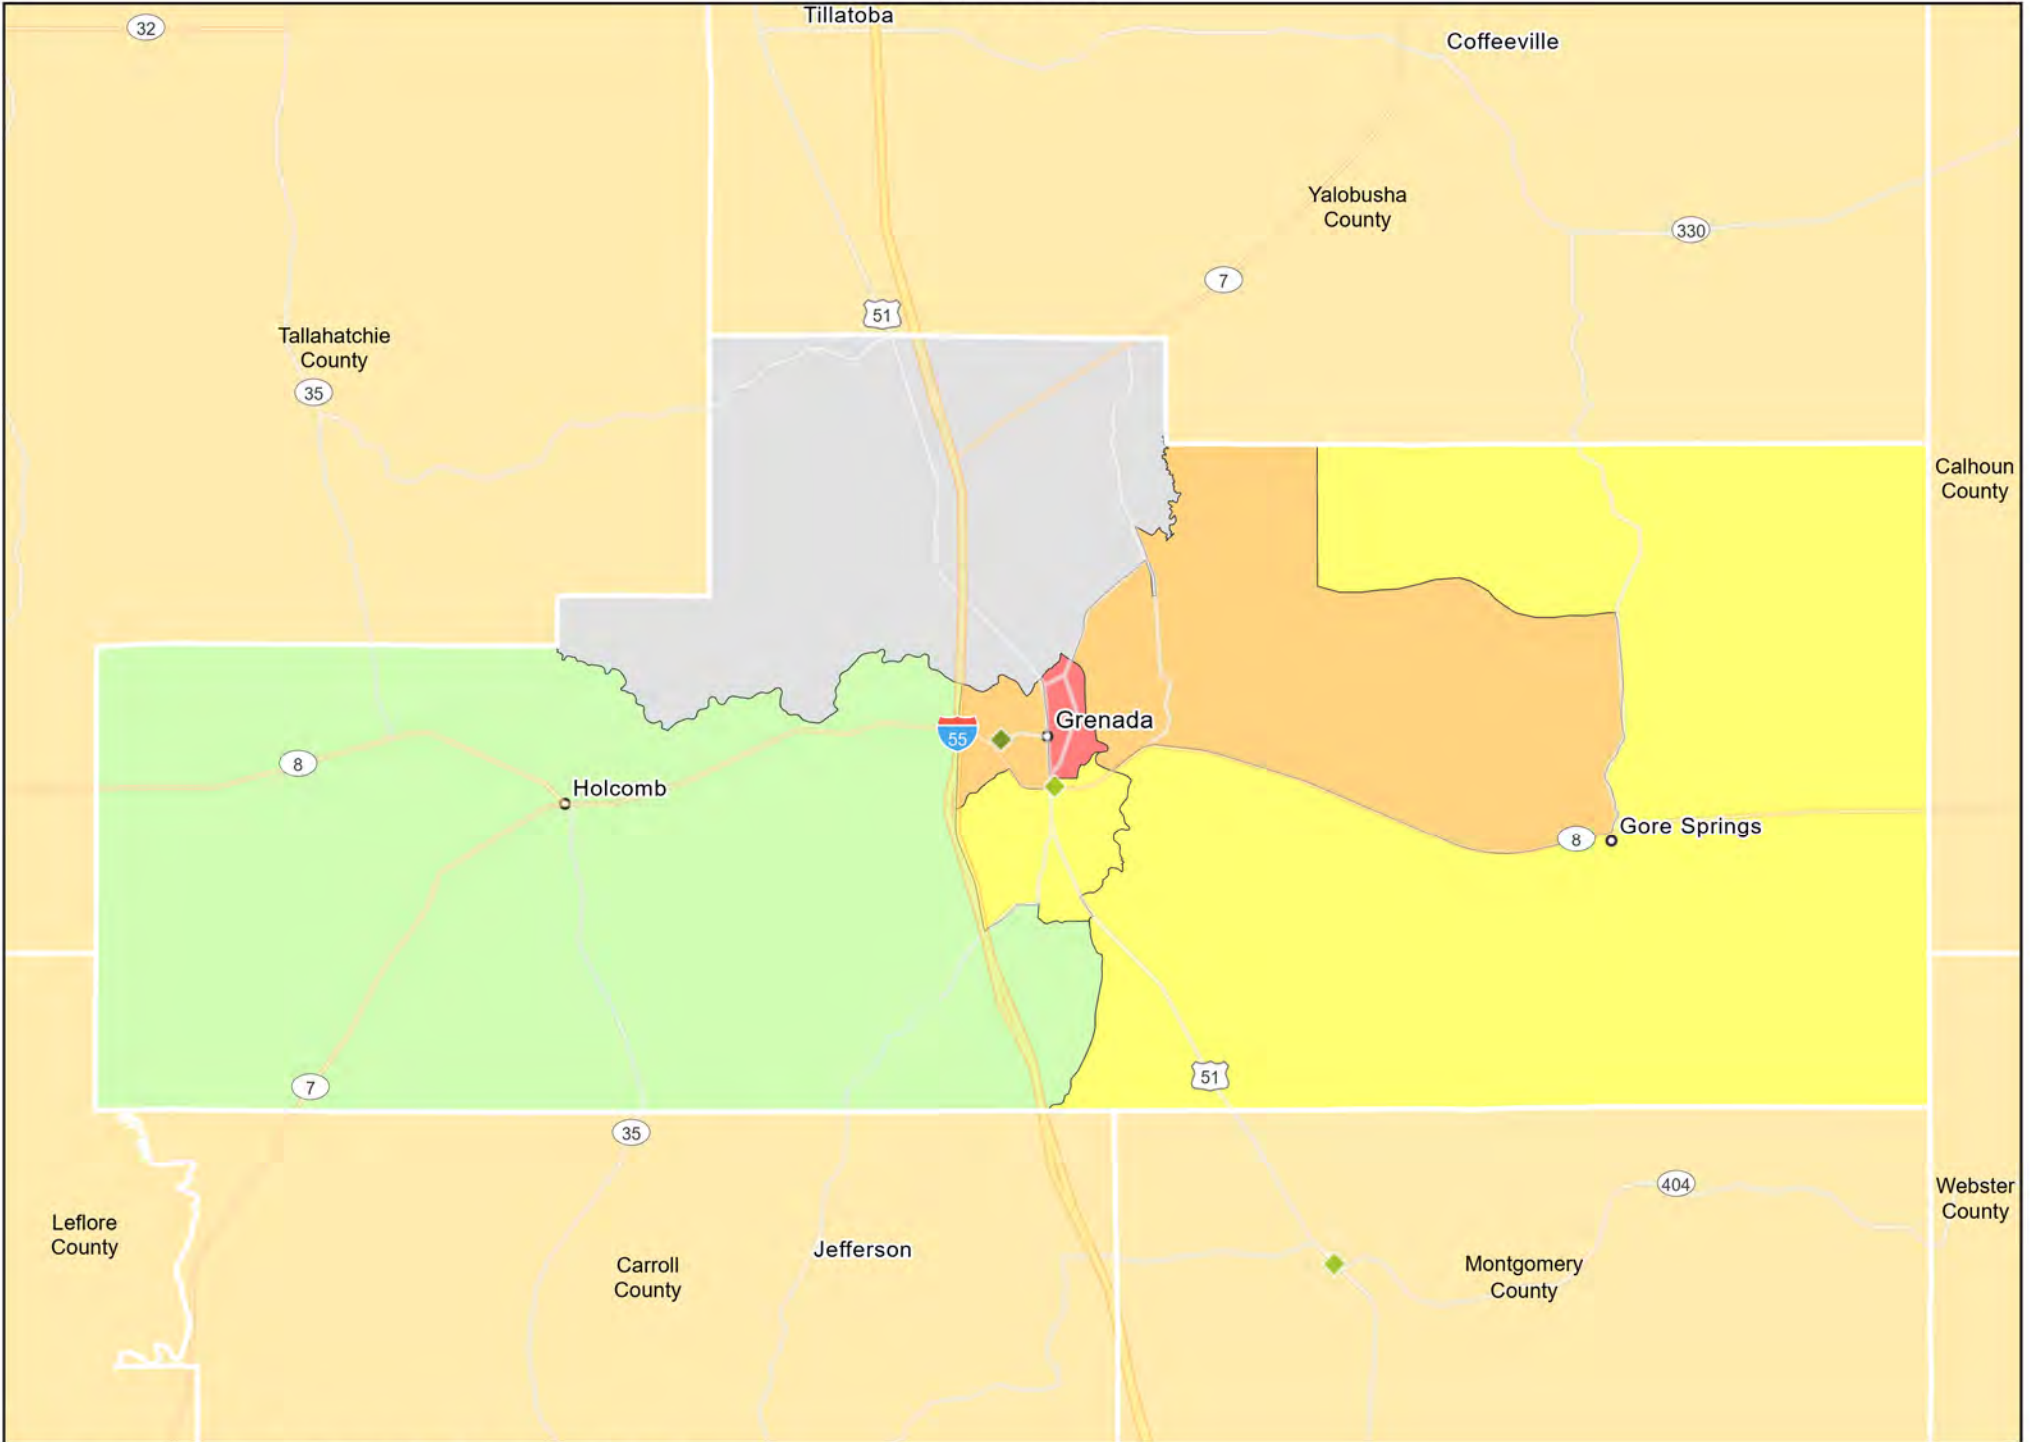 Tillatoba
32
Coffeeville
Yalobusha
County
330
7
51
Tallahatchie
County
35
Calhoun
County
Grenada
55
8
Holcomb
Gore Springs
8
51
7
35
404
Webster
County
Leflore
County
Jefferson
Carroll
County
Montgomery
County